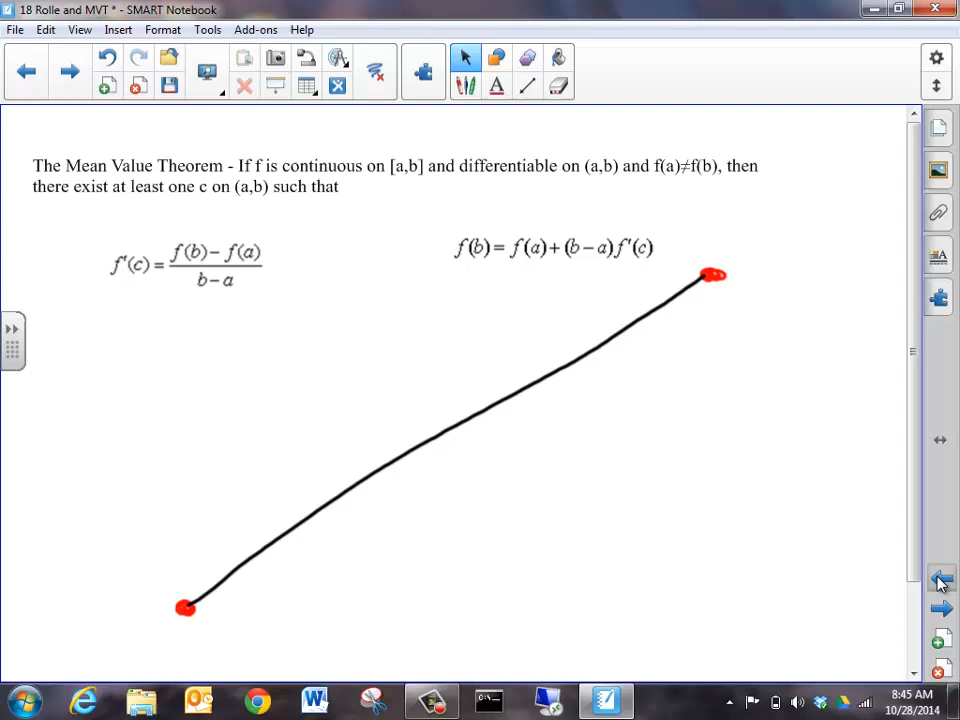 18 Rolle and MVT * - SMART Notebook
File Edit View Insert Format Tools Add-ons Help
The Mean Value Theorem - If f is continuous on [a,b] and differentiable on (a,b) and f(a)≠f(b), then
there exist at least one c on (a,b) such that
f'(c) = \frac{f(b) - f(a)}{b - a}
f(b) = f(a) + (b - a) f'(c)
8:45 AM
10/28/2014